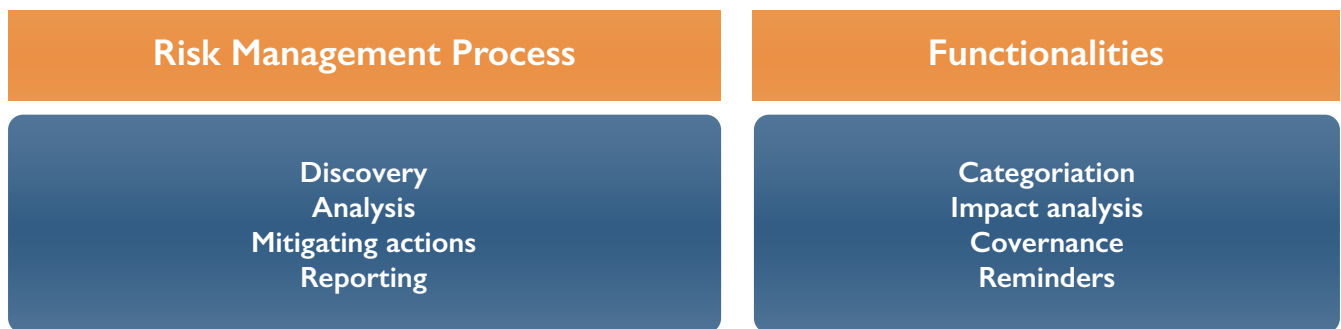 Risk Management Process
Discovery
Analysis
Mitigating actions
Reporting
Functionalities
Categoriation
Impact analysis
Covernance
Reminders